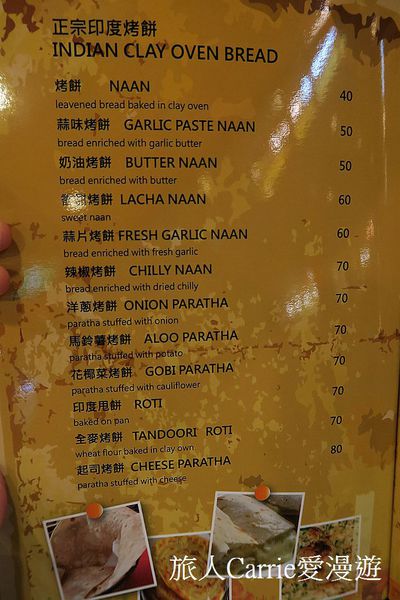 正宗印度烤餅
INDIAN CLAY OVEN BREAD
烤餅 NAAN 40
leavened bread baked in clay oven
蒜味烤餅 GARLIC PASTE NAAN 50
bread enriched with garlic butter
奶油烤餅 BUTTER NAAN 50
bread enriched with butter
烤餅 LACHA NAAN 60
sweet naan
蒜片烤餅 FRESH GARLIC NAAN 60
bread enriched with fresh garlic
辣椒烤餅 CHILLY NAAN 70
bread enriched with dried chilly
洋蔥烤餅 ONION PARATHA 70
paratha stuffed with onion
馬鈴薯烤餅 ALOO PARATHA 70
paratha stuffed with potato
花椰菜烤餅 GOBI PARATHA 70
paratha stuffed with cauliflower
印度甩餅 ROTI 70
baked on pan
全麥烤餅 TANDOORI ROTI 70
wheat flour baked in clay own
起司烤餅 CHEESE PARATHA 80
paratha stuffed with cheese
旅人Carrie愛漫遊